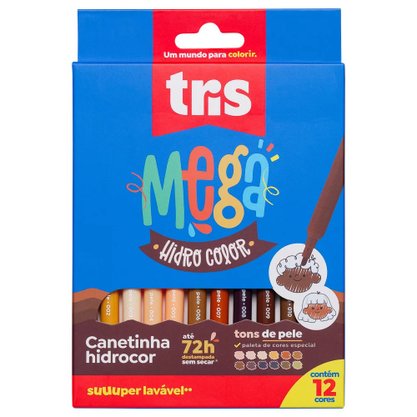 Um mundo para colorir.
tris
Mega
HIDRO COLOR
Canetinha
hidrocor
até
72h
destampada
sem secar*
tons de pele
✓ paleta de cores especial
suuuper lavável**
contém
12
cores